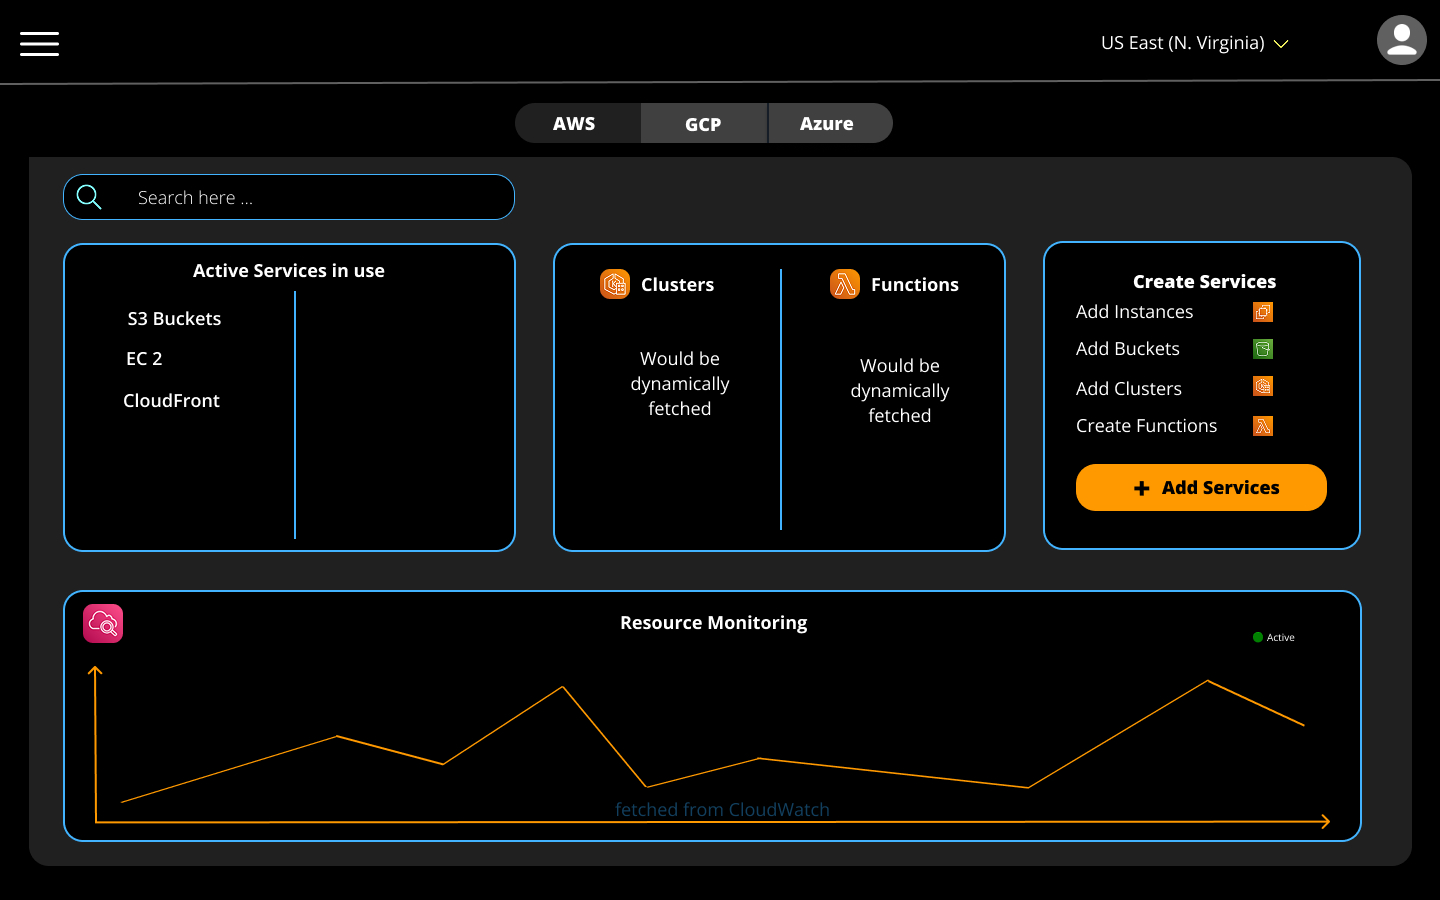 US East (N. Virginia)
AWS
GCP
Azure
Search here ...
Active Services in use
S3 Buckets
EC 2
CloudFront
Clusters
Would be
dynamically
fetched
Functions
Would be
dynamically
fetched
Create Services
Add Instances
Add Buckets
Add Clusters
Create Functions
+ Add Services
Resource Monitoring
Active
fetched from CloudWatch